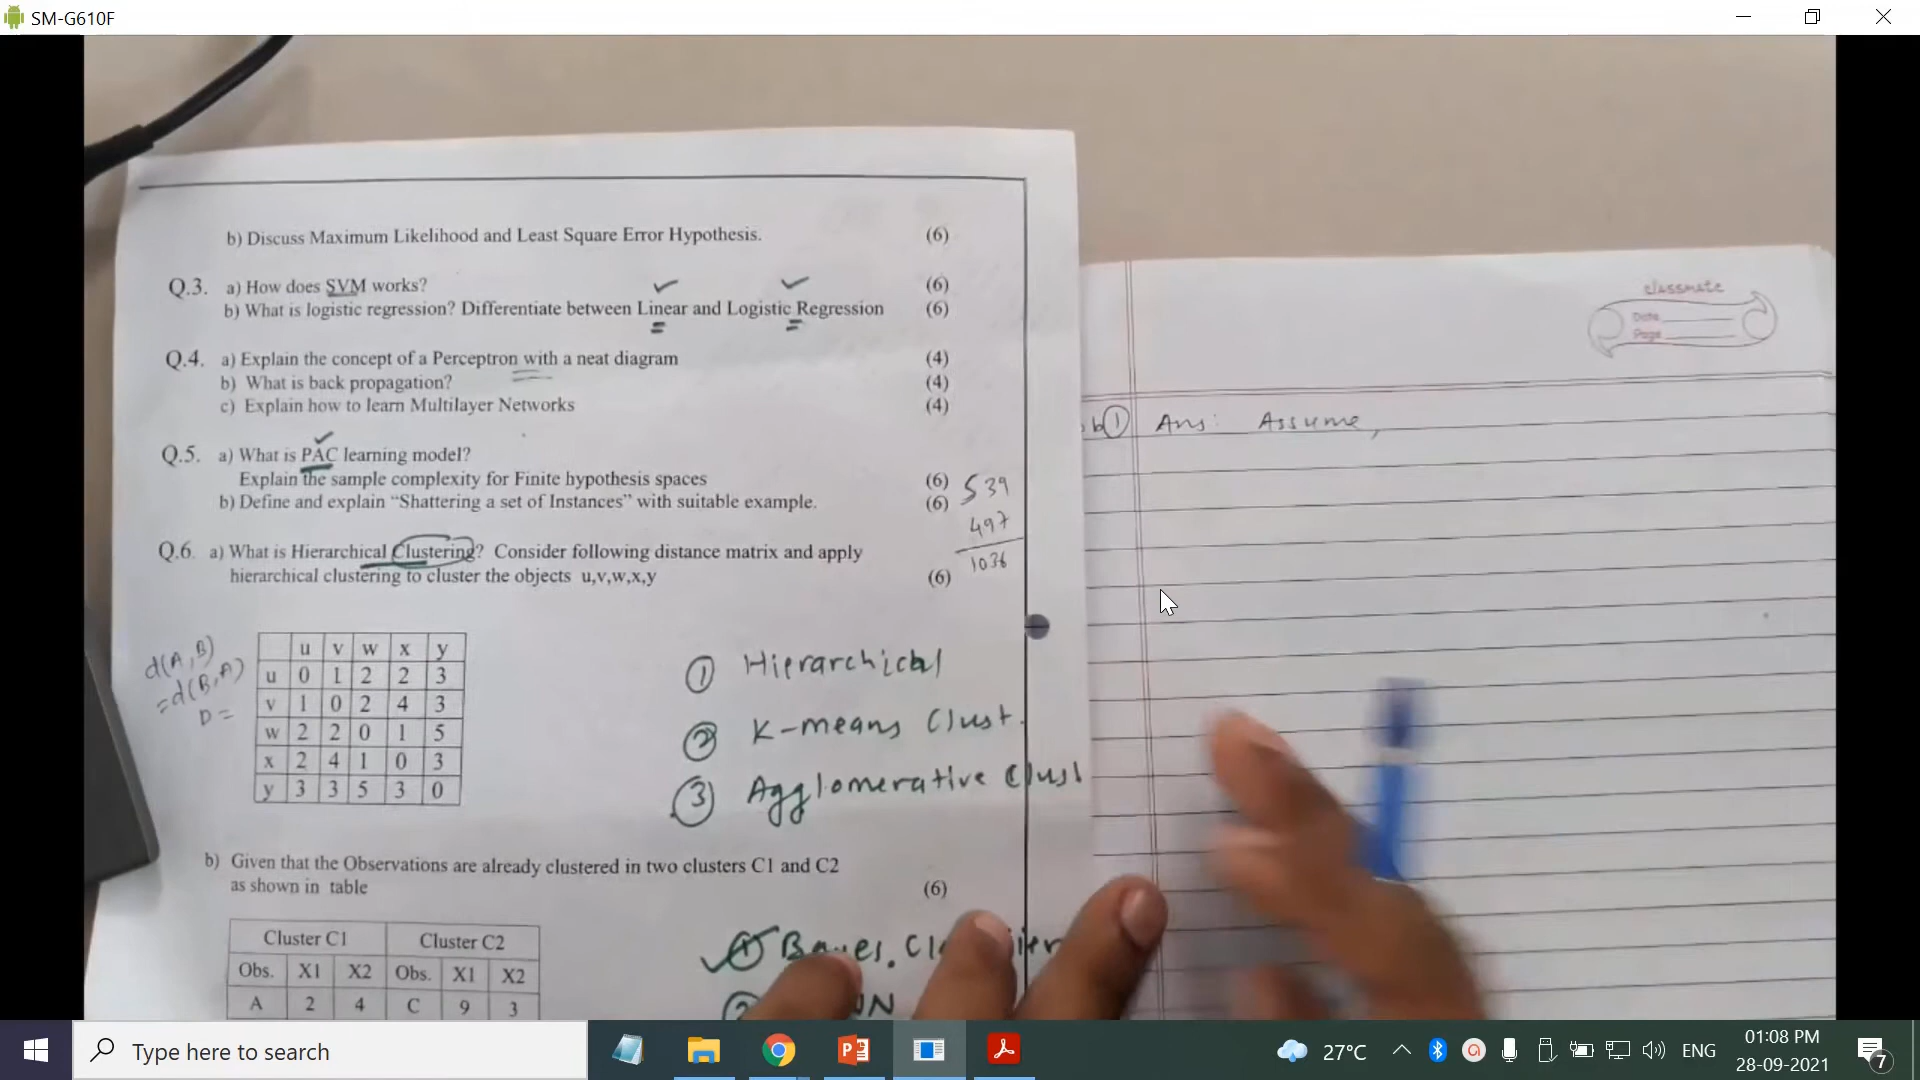 SM-G610F
b) Discuss Maximum Likelihood and Least Square Error Hypothesis. (6)
Q.3. a) How does SVM works? (6)
b) What is logistic regression? Differentiate between Linear and Logistic Regression (6)
Q.4. a) Explain the concept of a Perceptron with a neat diagram (4)
b) What is back propagation? (4)
c) Explain how to learn Multilayer Networks (4)
Q.5. a) What is PAC learning model?
Explain the sample complexity for Finite hypothesis spaces (6)
b) Define and explain “Shattering a set of Instances” with suitable example. (6)
539
497
1036
Q.6. a) What is Hierarchical Clustering? Consider following distance matrix and apply
hierarchical clustering to cluster the objects u,v,w,x,y (6)
d(A,B)
=d(B,A)
D=
u v w x y
u 0 1 2 2 3
v 1 0 2 4 3
w 2 2 0 1 5
x 2 4 1 0 3
y 3 3 5 3 0
① Hierarchical
② K-means Clust.
③ Agglomerative Clust
b) Given that the Observations are already clustered in two clusters C1 and C2
as shown in table (6)
Cluster C1 Cluster C2
Obs. X1 X2 Obs. X1 X2
A 2 4 C 9 3
① Bayes.
classmate
Date
Page
b① Ans: Assume,
Type here to search
27°C
ENG
01:08 PM
28-09-2021
7